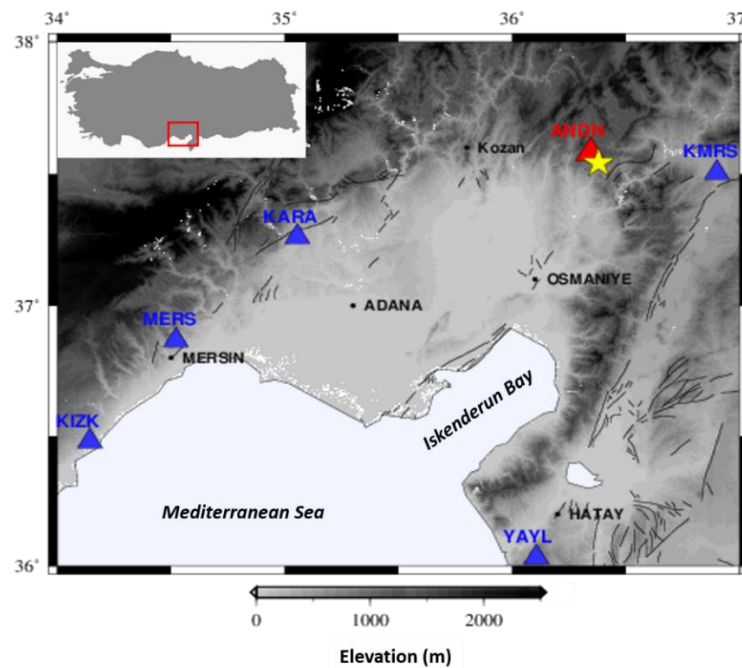 34° 35° 36° 37
38°
ANDN
Kozan
KMRS
KARA
OSMANIYE
37°
ADANA
MERS
MERSIN
Iskenderun Bay
KIZK
Mediterranean Sea
HATAY
YAYL
36°
0 1000 2000
Elevation (m)